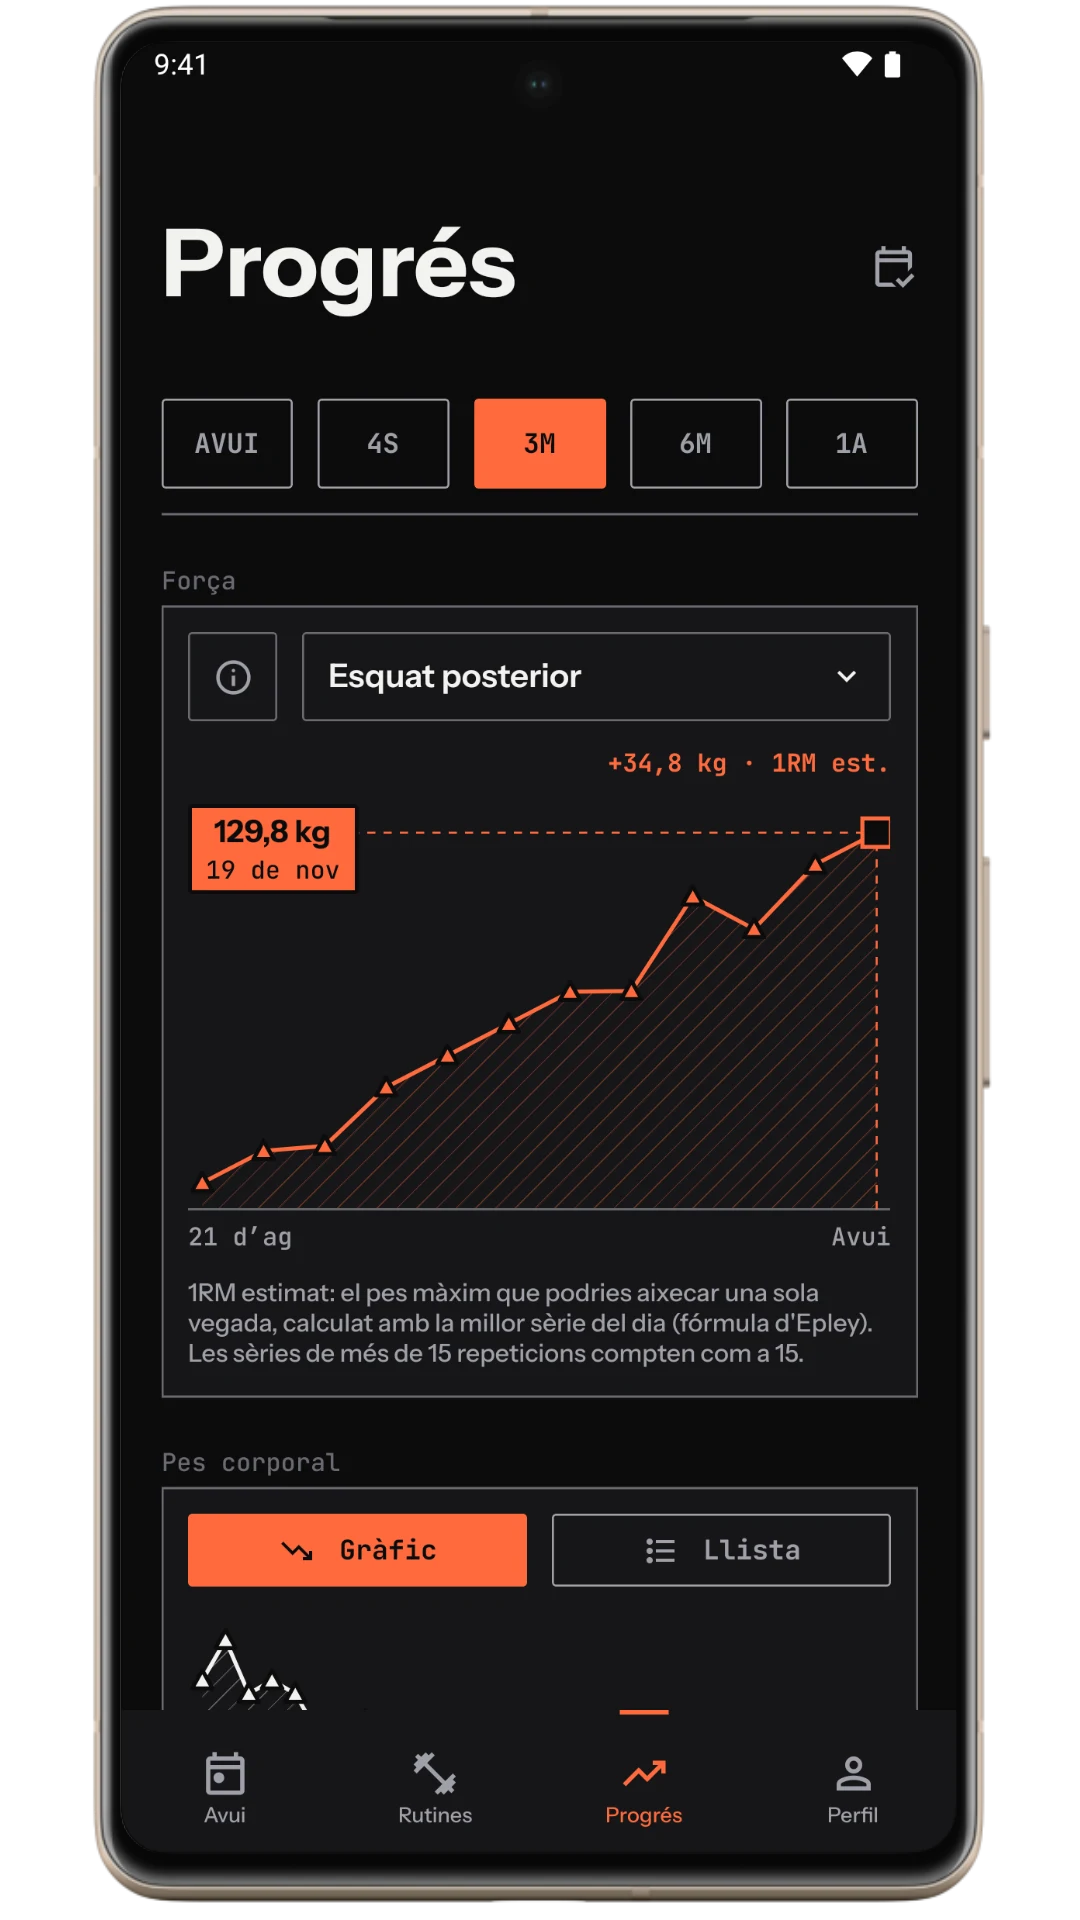 9:41
Progrés
AVUI
4S
3M
6M
1A
Força
Esquat posterior
+34,8 kg · 1RM est.
129,8 kg
19 de nov
21 d’ag
Avui
1RM estimat: el pes màxim que podries aixecar una sola
vegada, calculat amb la millor sèrie del dia (fórmula d'Epley).
Les sèries de més de 15 repeticions compten com a 15.
Pes corporal
Gràfic
Llista
Avui
Rutines
Progrés
Perfil